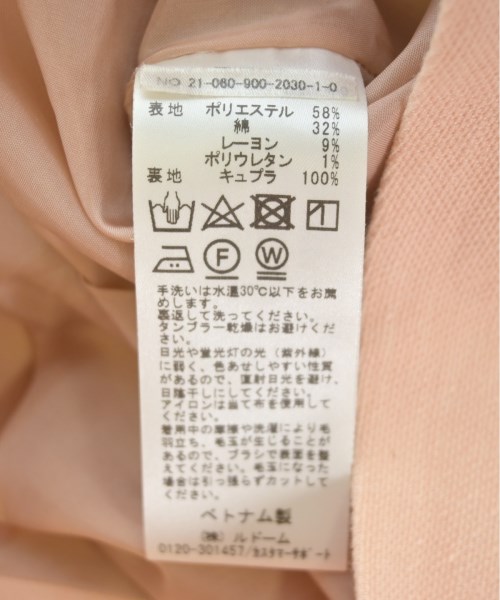 NO 21-060-900-2030-1-0
表地 ポリエステル 58%
綿 32%
レーヨン 9%
ポリウレタン 1%
裏地 キュプラ 100%
F W
手洗いは水温30℃以下をお薦
めします。
裏返して洗ってください。
タンブラー乾燥はお避けくだ
さい。
日光や蛍光灯の光（紫外線）
に弱く、色あせしやすい性質
があるので、直射日光を避け、
日陰干しにしてください。
アイロンは当て布を使用して
ください。
着用中の摩擦や洗濯により毛
羽立ち、毛玉が生じることが
あるので、ブラシで表面を整
えてください。毛玉になった
場合は引っ張らずカットして
ください。
ベトナム製
㈱ルドーム
0120-301457/カスタマーサポート